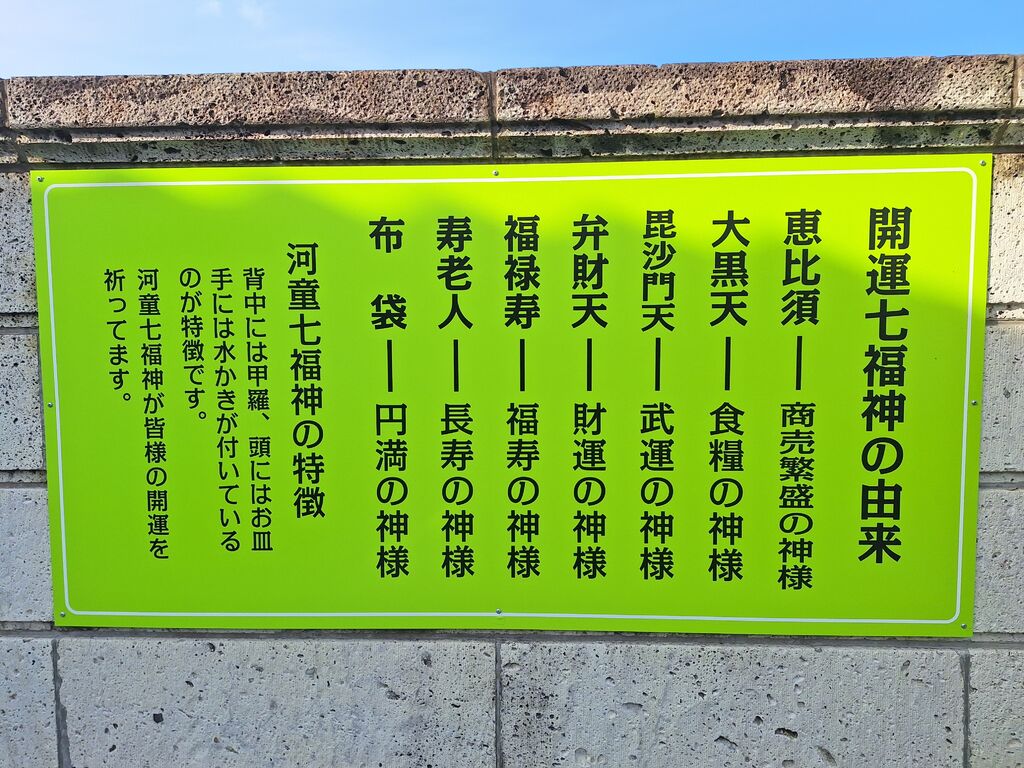 開運七福神の由来
恵比須━商売繁盛の神様
大黒天━食糧の神様
毘沙門天━武運の神様
弁財天━財運の神様
福禄寿━福寿の神様
寿老人━長寿の神様
布　袋━円満の神様
河童七福神の特徴
背中には甲羅、頭にはお皿
手には水かきが付いている
のが特徴です。
河童七福神が皆様の開運を
祈ってます。